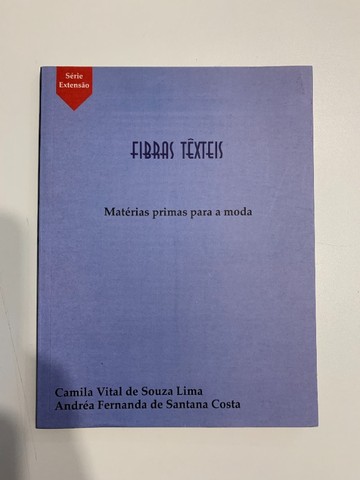 Série
Extensão
FIBRAS TÊXTEIS
Matérias primas para a moda
Camila Vital de Souza Lima
Andréa Fernanda de Santana Costa